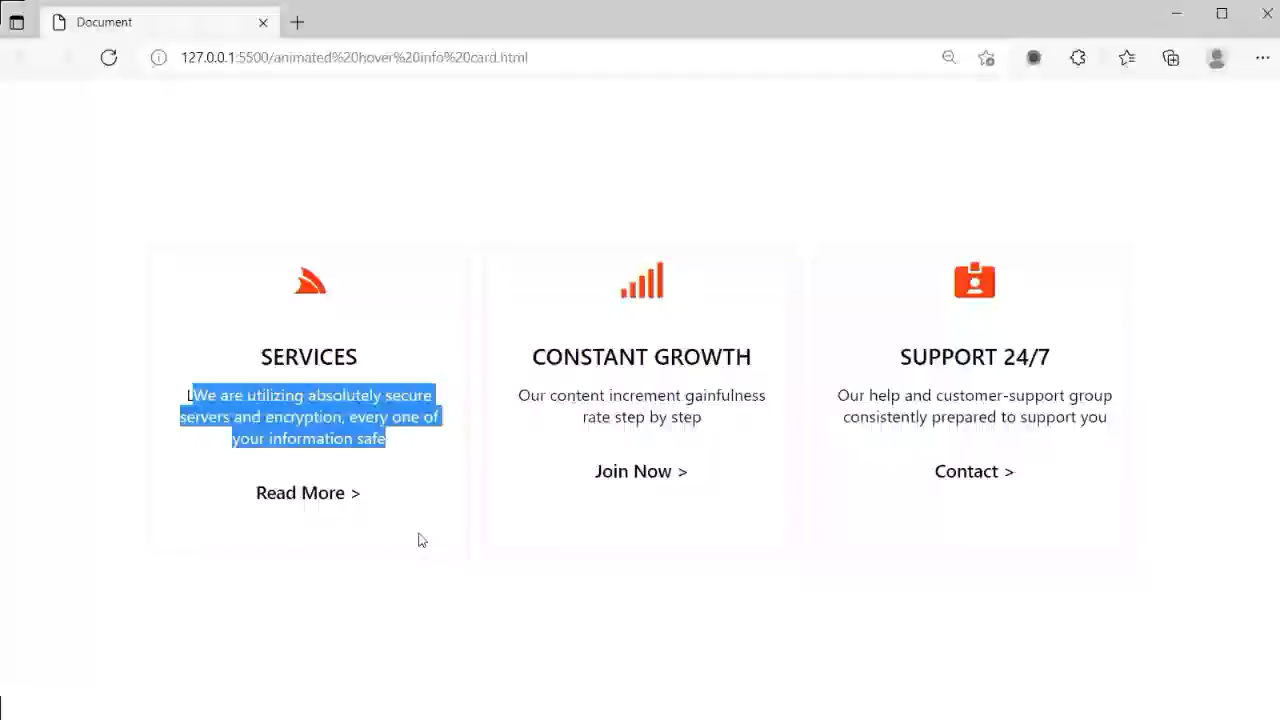 Document
127.0.0.1:5500/animated%20hover%20info%20card.html
SERVICES
LWe are utilizing absolutely secure
servers and encryption, every one of
your information safe
Read More >
CONSTANT GROWTH
Our content increment gainfulness
rate step by step
Join Now >
SUPPORT 24/7
Our help and customer-support group
consistently prepared to support you
Contact >